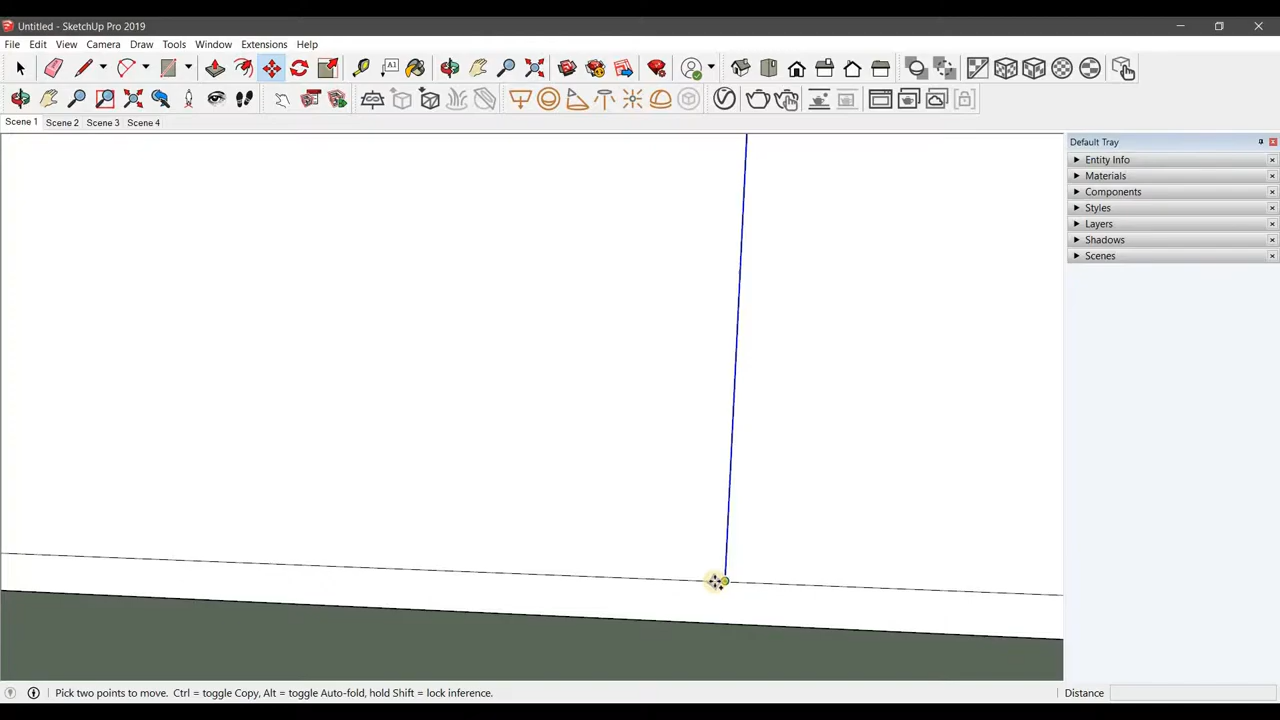 Untitled - SketchUp Pro 2019
File Edit View Camera Draw Tools Window Extensions Help
Scene 1 Scene 2 Scene 3 Scene 4
Default Tray
Entity Info
Materials
Components
Styles
Layers
Shadows
Scenes
Pick two points to move. Ctrl = toggle Copy, Alt = toggle Auto-fold, hold Shift = lock inference.
Distance